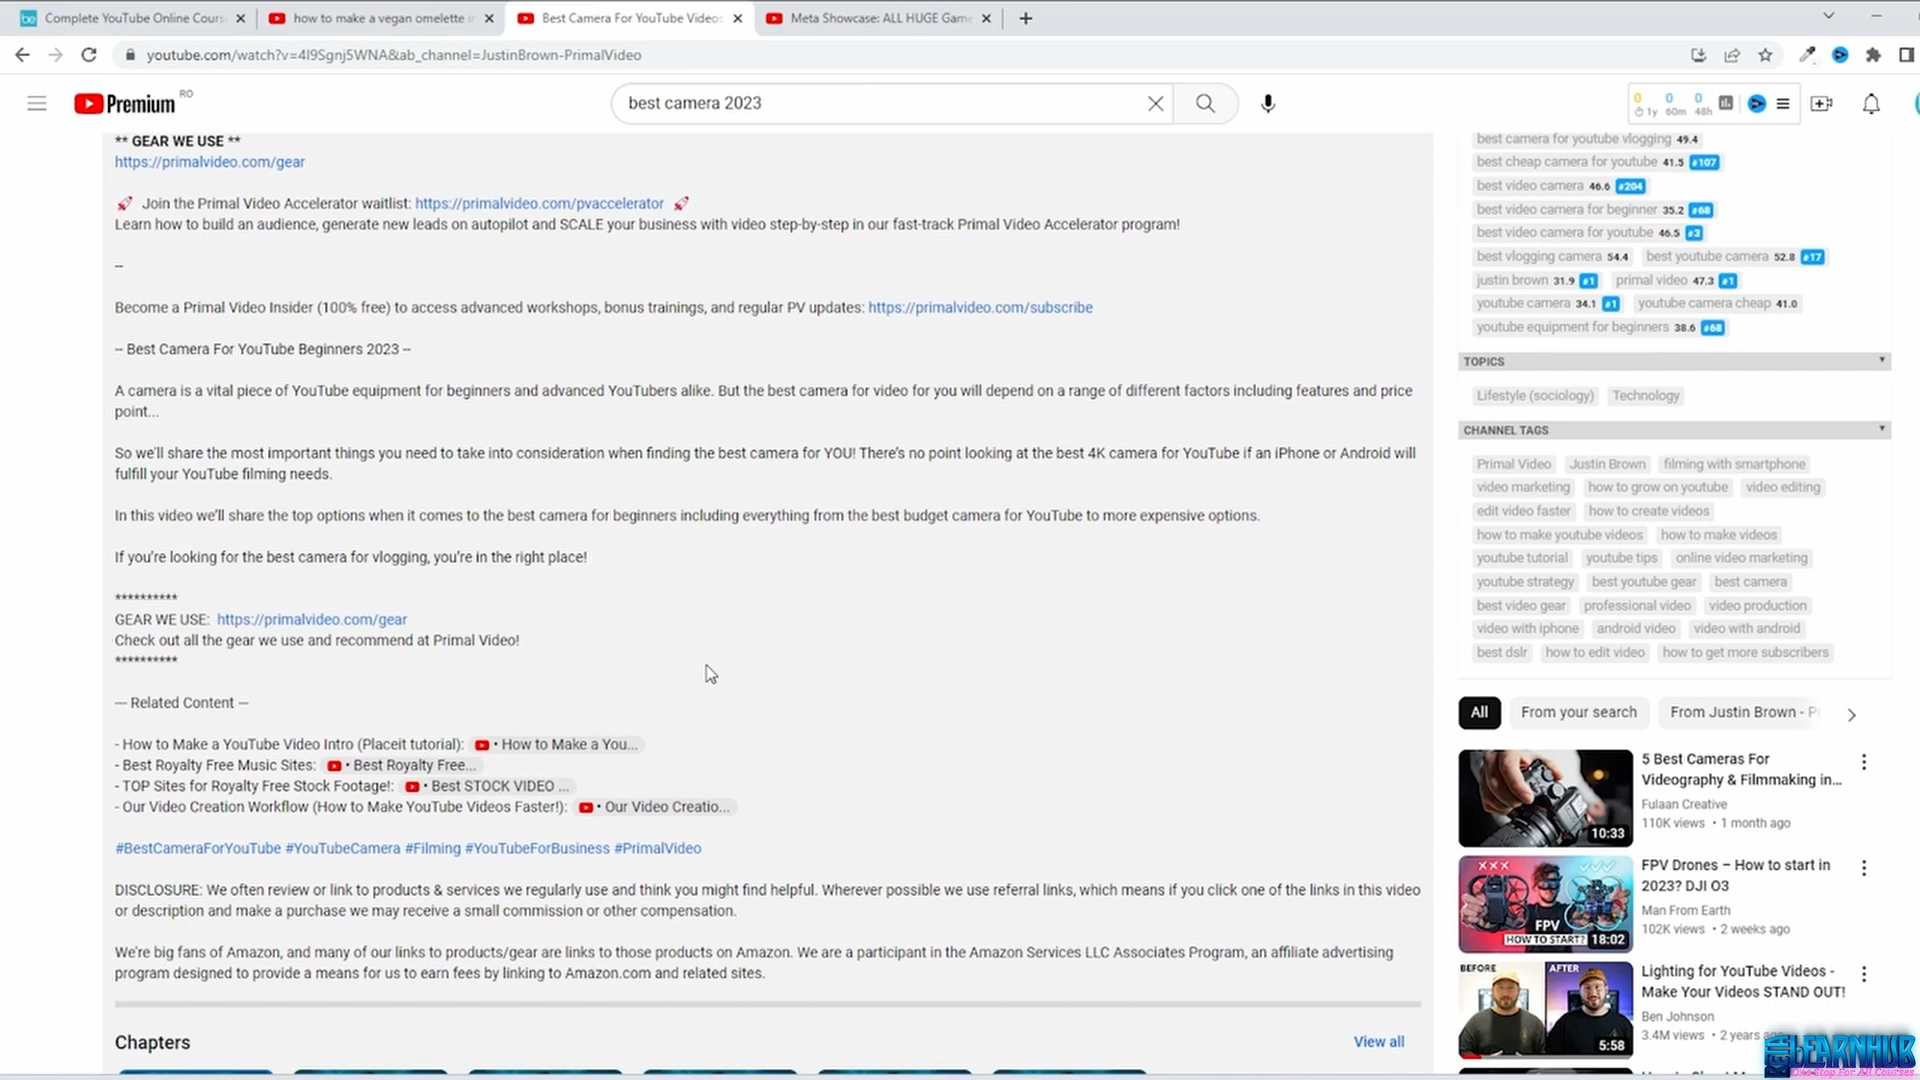 Complete YouTube Online Cours
how to make a vegan omelette i
Best Camera For YouTube Videos
Meta Showcase: ALL HUGE Game
youtube.com/watch?v=4I9Sgnj5WNA&ab_channel=JustinBrown-PrimalVideo
Premium RO
best camera 2023
0 0 0
1y 60m 48h
** GEAR WE USE **
https://primalvideo.com/gear
🚀 Join the Primal Video Accelerator waitlist: https://primalvideo.com/pvaccelerator 🚀
Learn how to build an audience, generate new leads on autopilot and SCALE your business with video step-by-step in our fast-track Primal Video Accelerator program!
--
Become a Primal Video Insider (100% free) to access advanced workshops, bonus trainings, and regular PV updates: https://primalvideo.com/subscribe
-- Best Camera For YouTube Beginners 2023 --
A camera is a vital piece of YouTube equipment for beginners and advanced YouTubers alike. But the best camera for video for you will depend on a range of different factors including features and price
point...
So we'll share the most important things you need to take into consideration when finding the best camera for YOU! There's no point looking at the best 4K camera for YouTube if an iPhone or Android will
fulfill your YouTube filming needs.
In this video we'll share the top options when it comes to the best camera for beginners including everything from the best budget camera for YouTube to more expensive options.
If you're looking for the best camera for vlogging, you're in the right place!
**********
GEAR WE USE: https://primalvideo.com/gear
Check out all the gear we use and recommend at Primal Video!
**********
--- Related Content ---
- How to Make a YouTube Video Intro (Placeit tutorial): • How to Make a You...
- Best Royalty Free Music Sites: • Best Royalty Free...
- TOP Sites for Royalty Free Stock Footage!: • Best STOCK VIDEO ...
- Our Video Creation Workflow (How to Make YouTube Videos Faster!): • Our Video Creatio...
#BestCameraForYouTube #YouTubeCamera #Filming #YouTubeForBusiness #PrimalVideo
DISCLOSURE: We often review or link to products & services we regularly use and think you might find helpful. Wherever possible we use referral links, which means if you click one of the links in this video
or description and make a purchase we may receive a small commission or other compensation.
We're big fans of Amazon, and many of our links to products/gear are links to those products on Amazon. We are a participant in the Amazon Services LLC Associates Program, an affiliate advertising
program designed to provide a means for us to earn fees by linking to Amazon.com and related sites.
Chapters
View all
best camera for youtube vlogging 49.4
best cheap camera for youtube 41.5 #107
best video camera 46.6 #204
best video camera for beginner 35.2 #68
best video camera for youtube 46.5 #3
best vlogging camera 54.4 best youtube camera 52.8 #17
justin brown 31.9 #1 primal video 47.3 #1
youtube camera 34.1 #1 youtube camera cheap 41.0
youtube equipment for beginners 38.6 #68
TOPICS
Lifestyle (sociology) Technology
CHANNEL TAGS
Primal Video Justin Brown filming with smartphone
video marketing how to grow on youtube video editing
edit video faster how to create videos
how to make youtube videos how to make videos
youtube tutorial youtube tips online video marketing
youtube strategy best youtube gear best camera
best video gear professional video video production
video with iphone android video video with android
best dslr how to edit video how to get more subscribers
All From your search From Justin Brown - Pr
5 Best Cameras For
Videography & Filmmaking in...
Fulaan Creative
110K views • 1 month ago
10:33
FPV Drones – How to start in
2023? DJI O3
Man From Earth
102K views • 2 weeks ago
XXX
FPV
HOW TO START?
18:02
Lighting for YouTube Videos -
Make Your Videos STAND OUT!
Ben Johnson
3.4M views • 2 years ago
BEFORE AFTER
5:58
LEARNHUB
One Stop For All Courses